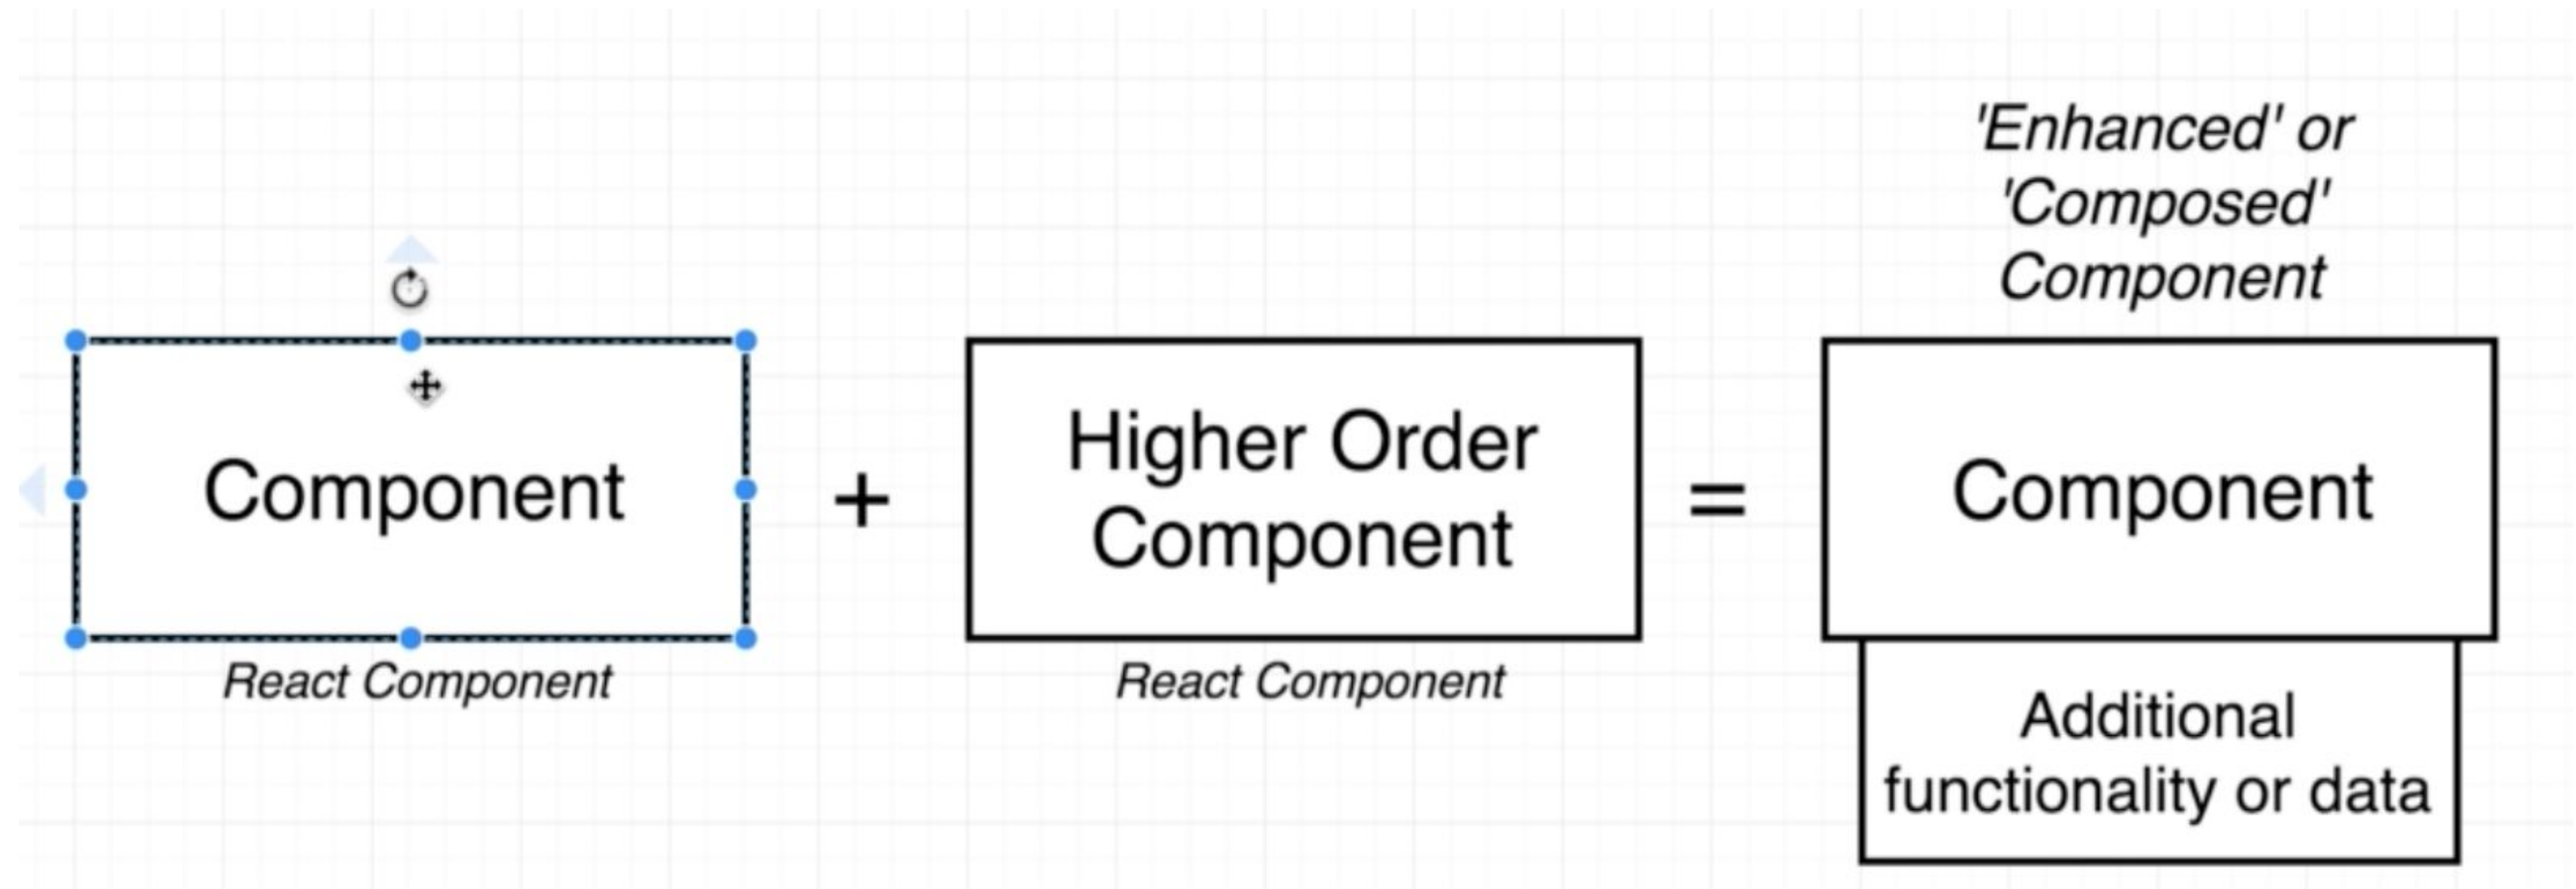 'Enhanced' or
'Composed'
Component
Component
+
Higher Order
Component
=
Component
React Component
React Component
Additional
functionality or data